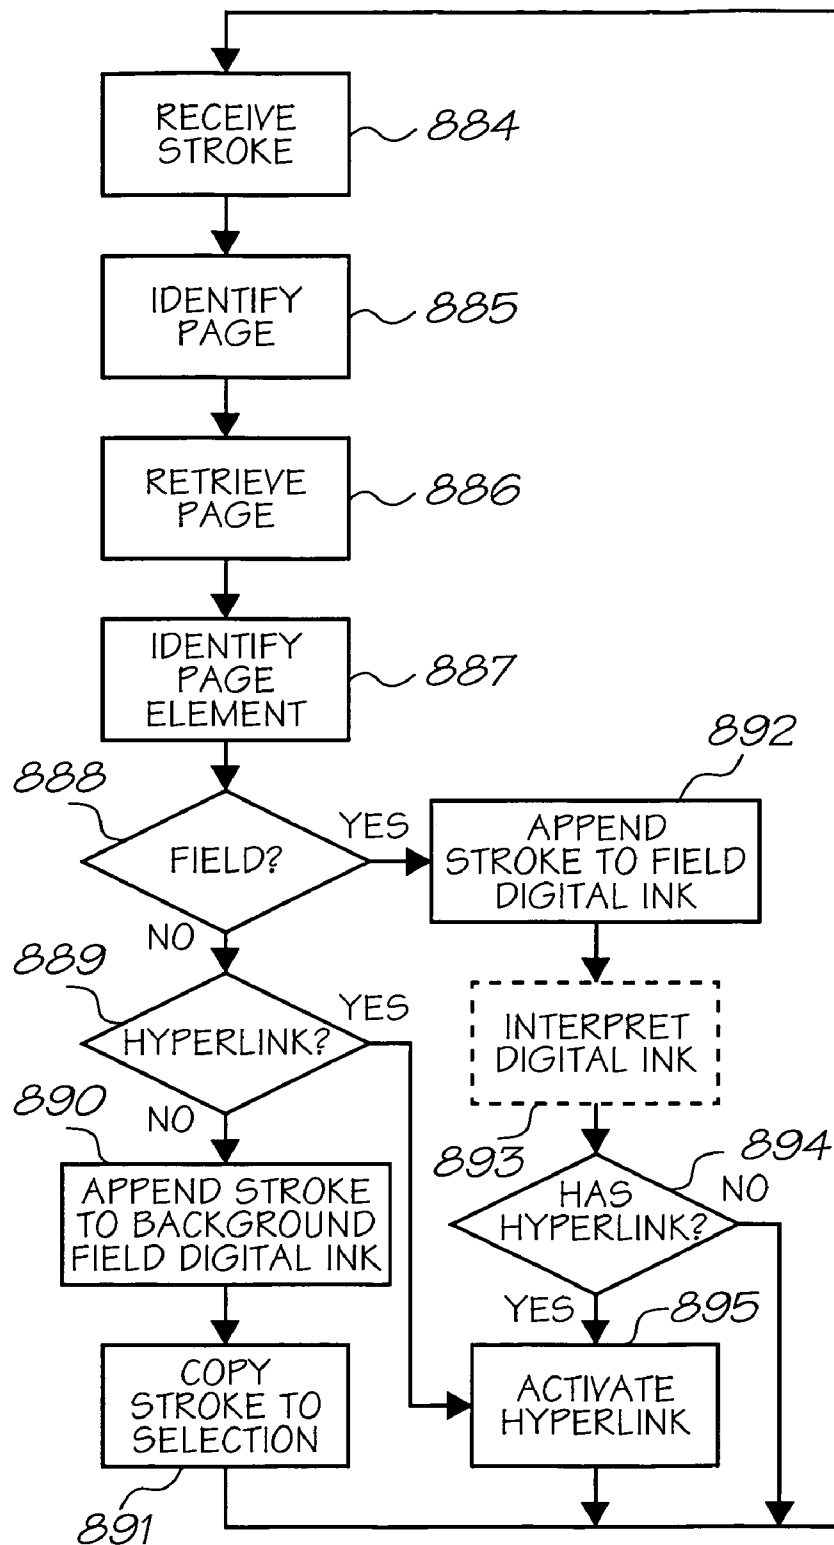 RECEIVE
STROKE
884
IDENTIFY
PAGE
885
RETRIEVE
PAGE
886
IDENTIFY
PAGE
ELEMENT
887
888
FIELD?
YES
NO
892
APPEND
STROKE TO FIELD
DIGITAL INK
889
HYPERLINK?
YES
NO
INTERPRET
DIGITAL INK
893
890
APPEND STROKE
TO BACKGROUND
FIELD DIGITAL INK
894
HAS
HYPERLINK?
NO
YES
895
COPY
STROKE TO
SELECTION
891
ACTIVATE
HYPERLINK